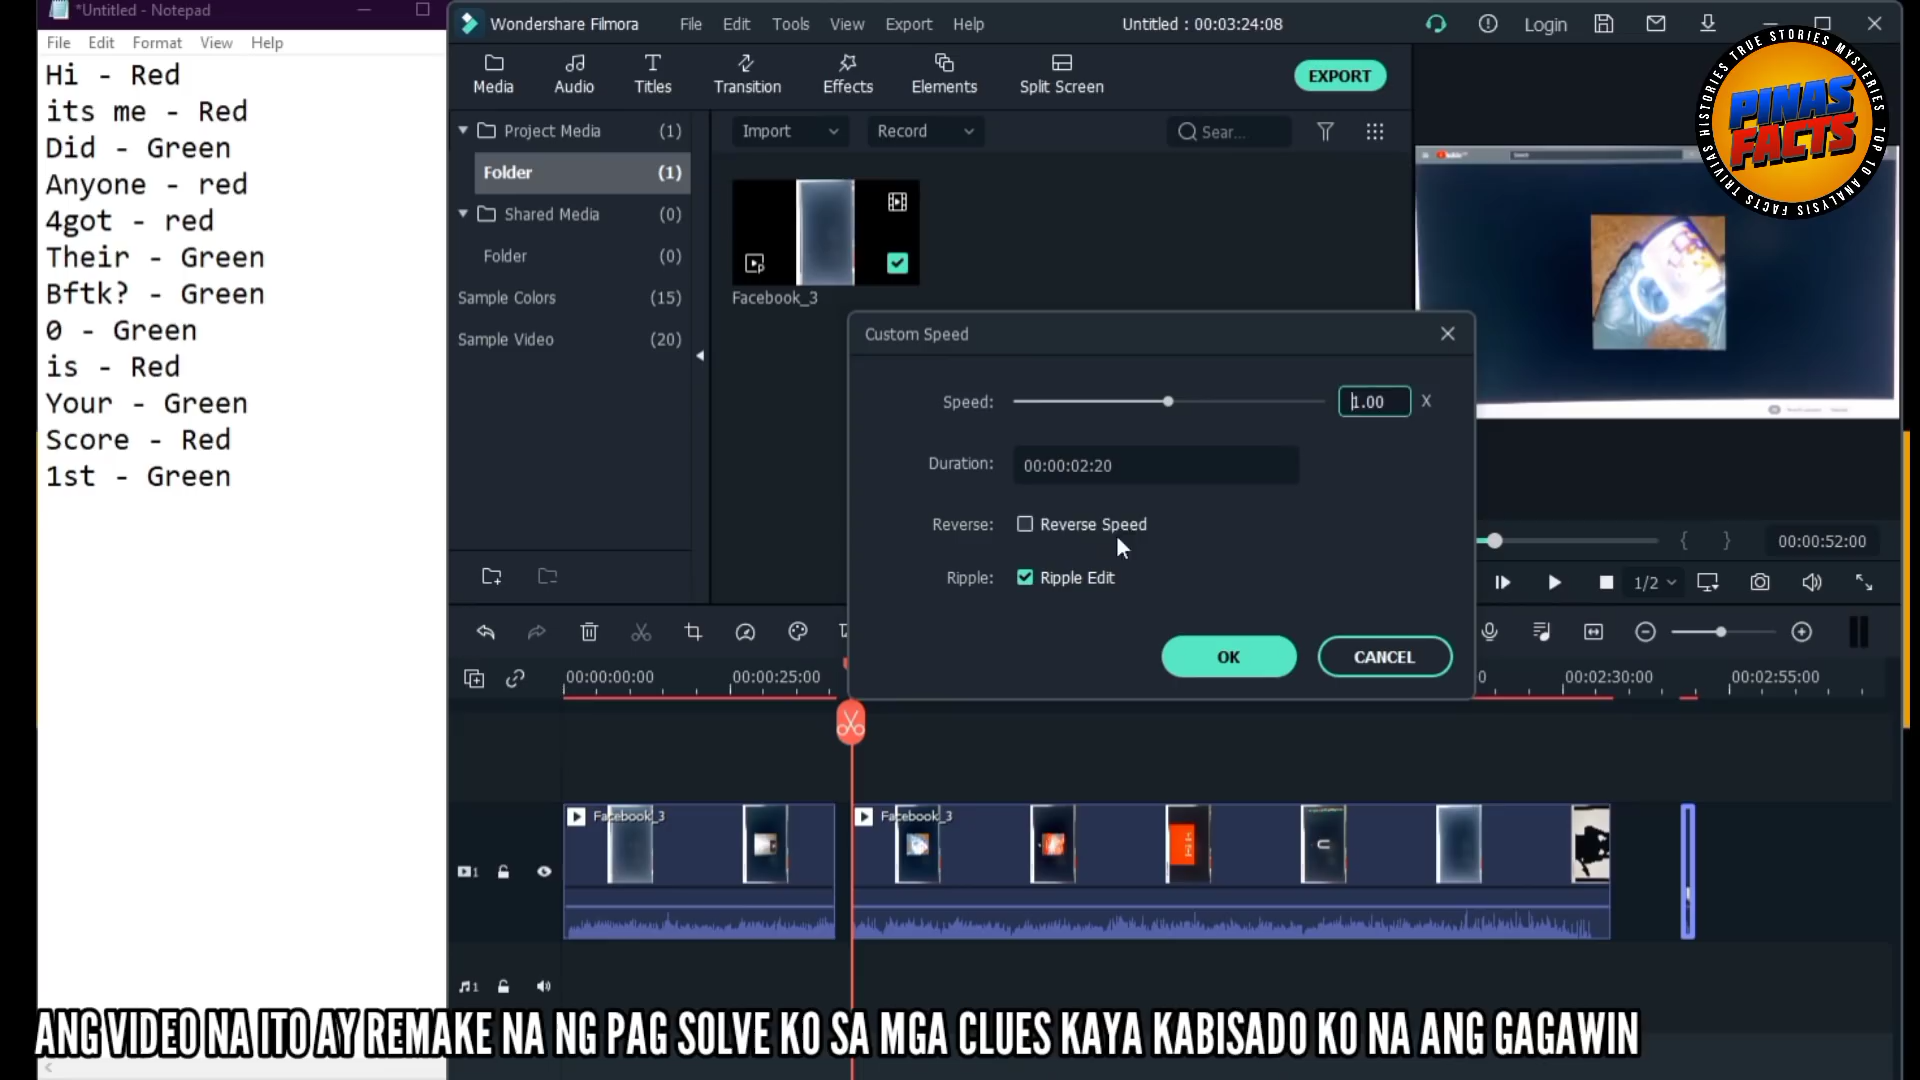 *Untitled - Notepad
File Edit Format View Help
Hi - Red
its me - Red
Did - Green
Anyone - red
4got - red
Their - Green
Bftk? - Green
0 - Green
is - Red
Your - Green
Score - Red
1st - Green
Wondershare Filmora File Edit Tools View Export Help Untitled : 00:03:24:08 Login
Media Audio Titles Transition Effects Elements Split Screen EXPORT
Project Media (1)
Folder (1)
Shared Media (0)
Folder (0)
Sample Colors (15)
Sample Video (20)
Import Record Sear...
Facebook_3
Custom Speed
Speed: 1.00 X
Duration: 00:00:02:20
Reverse: Reverse Speed
Ripple: Ripple Edit
OK CANCEL
TRUE STORIES MYSTERIES TOP 10 ANALYSIS FACTS TRIVIAS HISTORIES
PINAS
FACTS
{ } 00:00:52:00
1/2
00:00:00:00 00:00:25:00 0 00:02:30:00 00:02:55:00
Facebook_3 Facebook_3
1
1
ANG VIDEO NA ITO AY REMAKE NA NG PAG SOLVE KO SA MGA CLUES KAYA KABISADO KO NA ANG GAGAWIN